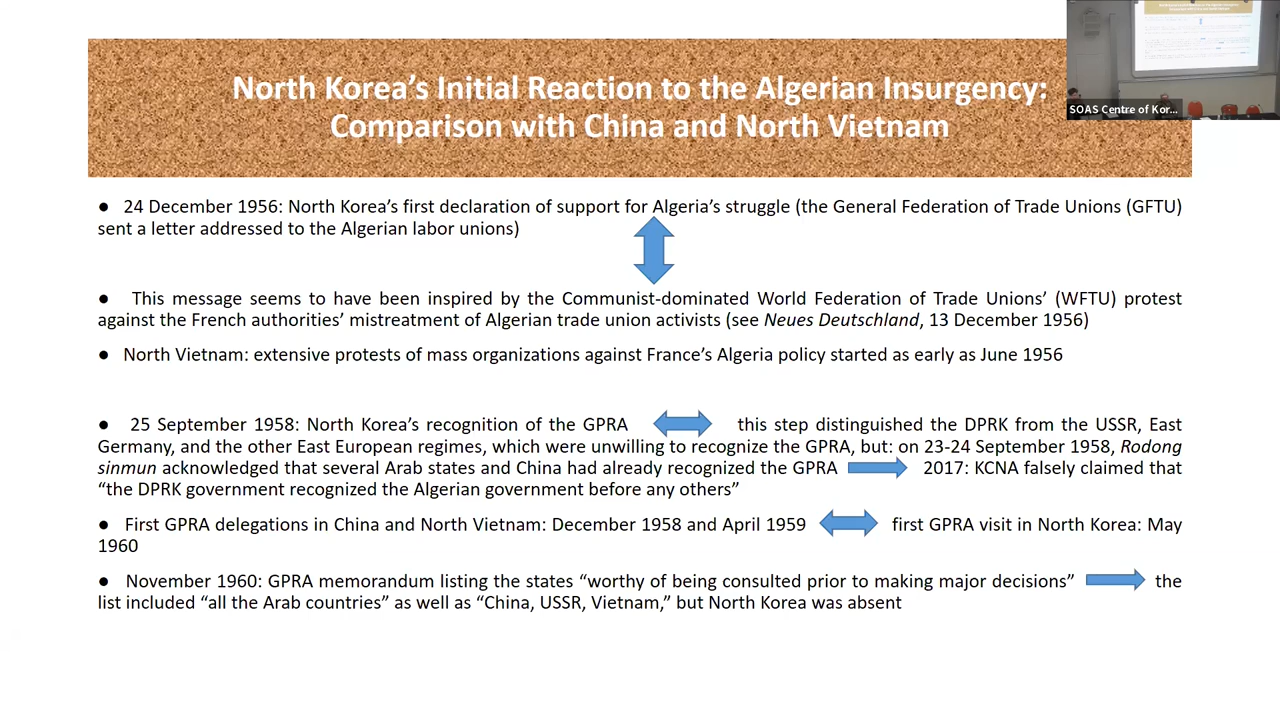 North Korea’s Initial Reaction to the Algerian Insurgency:
Comparison with China and North Vietnam
SOAS Centre of Kor...
● 24 December 1956: North Korea’s first declaration of support for Algeria’s struggle (the General Federation of Trade Unions (GFTU)
sent a letter addressed to the Algerian labor unions)
● This message seems to have been inspired by the Communist-dominated World Federation of Trade Unions’ (WFTU) protest
against the French authorities’ mistreatment of Algerian trade union activists (see Neues Deutschland, 13 December 1956)
● North Vietnam: extensive protests of mass organizations against France’s Algeria policy started as early as June 1956
● 25 September 1958: North Korea’s recognition of the GPRA this step distinguished the DPRK from the USSR, East
Germany, and the other East European regimes, which were unwilling to recognize the GPRA, but: on 23-24 September 1958, Rodong
sinmun acknowledged that several Arab states and China had already recognized the GPRA 2017: KCNA falsely claimed that
“the DPRK government recognized the Algerian government before any others”
● First GPRA delegations in China and North Vietnam: December 1958 and April 1959 first GPRA visit in North Korea: May
1960
● November 1960: GPRA memorandum listing the states “worthy of being consulted prior to making major decisions” the
list included “all the Arab countries” as well as “China, USSR, Vietnam,” but North Korea was absent